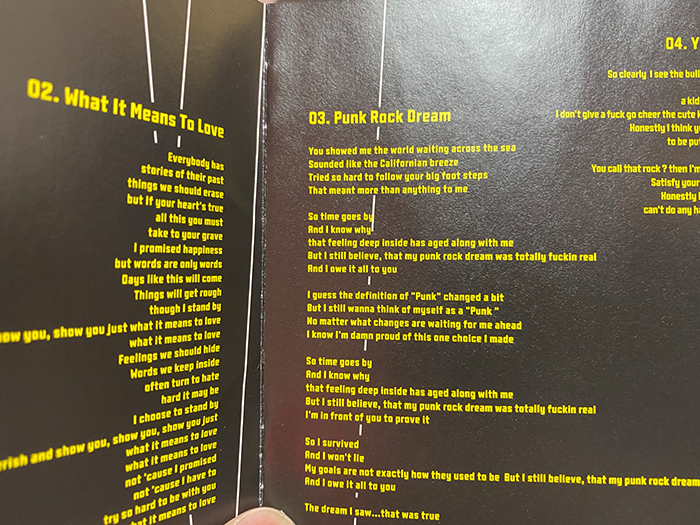 02. What It Means To Love
Everybody has
stories of their past
things we should erase
but if your heart's true
all this you must
take to your grave
I promised happiness
but words are only words
Days like this will come
Things will get rough
though I stand by
you, show you just what it means to love
what it means to love
Feelings we should hide
Words we keep inside
often turn to hate
hard it may be
I choose to stand by
and show you, show you, show you just
what it means to love
what it means to love
not 'cause I promised
not 'cause I have to
try so hard to be with you
what it means to love
03. Punk Rock Dream
You showed me the world waiting across the sea
Sounded like the Californian breeze
Tried so hard to follow your big foot steps
That meant more than anything to me
So time goes by
And I know why
that feeling deep inside has aged along with me
But I still believe, that my punk rock dream was totally fuckin real
And I owe it all to you
I guess the definition of "Punk" changed a bit
But I still wanna think of myself as a "Punk "
No matter what changes are waiting for me ahead
I know I'm damn proud of this one choice I made
So time goes by
And I know why
that feeling deep inside has aged along with me
But I still believe, that my punk rock dream was totally fuckin real
I'm in front of you to prove it
So I survived
And I won't lie
My goals are not exactly how they used to be But I still believe, that my punk rock dream
And I owe it all to you
The dream I saw...that was true
04. Y
So clearly I see the bul
a kid
I don't give a fuck go cheer the cute
Honestly I think
to be
You call that rock ? then I'm
Satisfy your
Honestly
can't do any